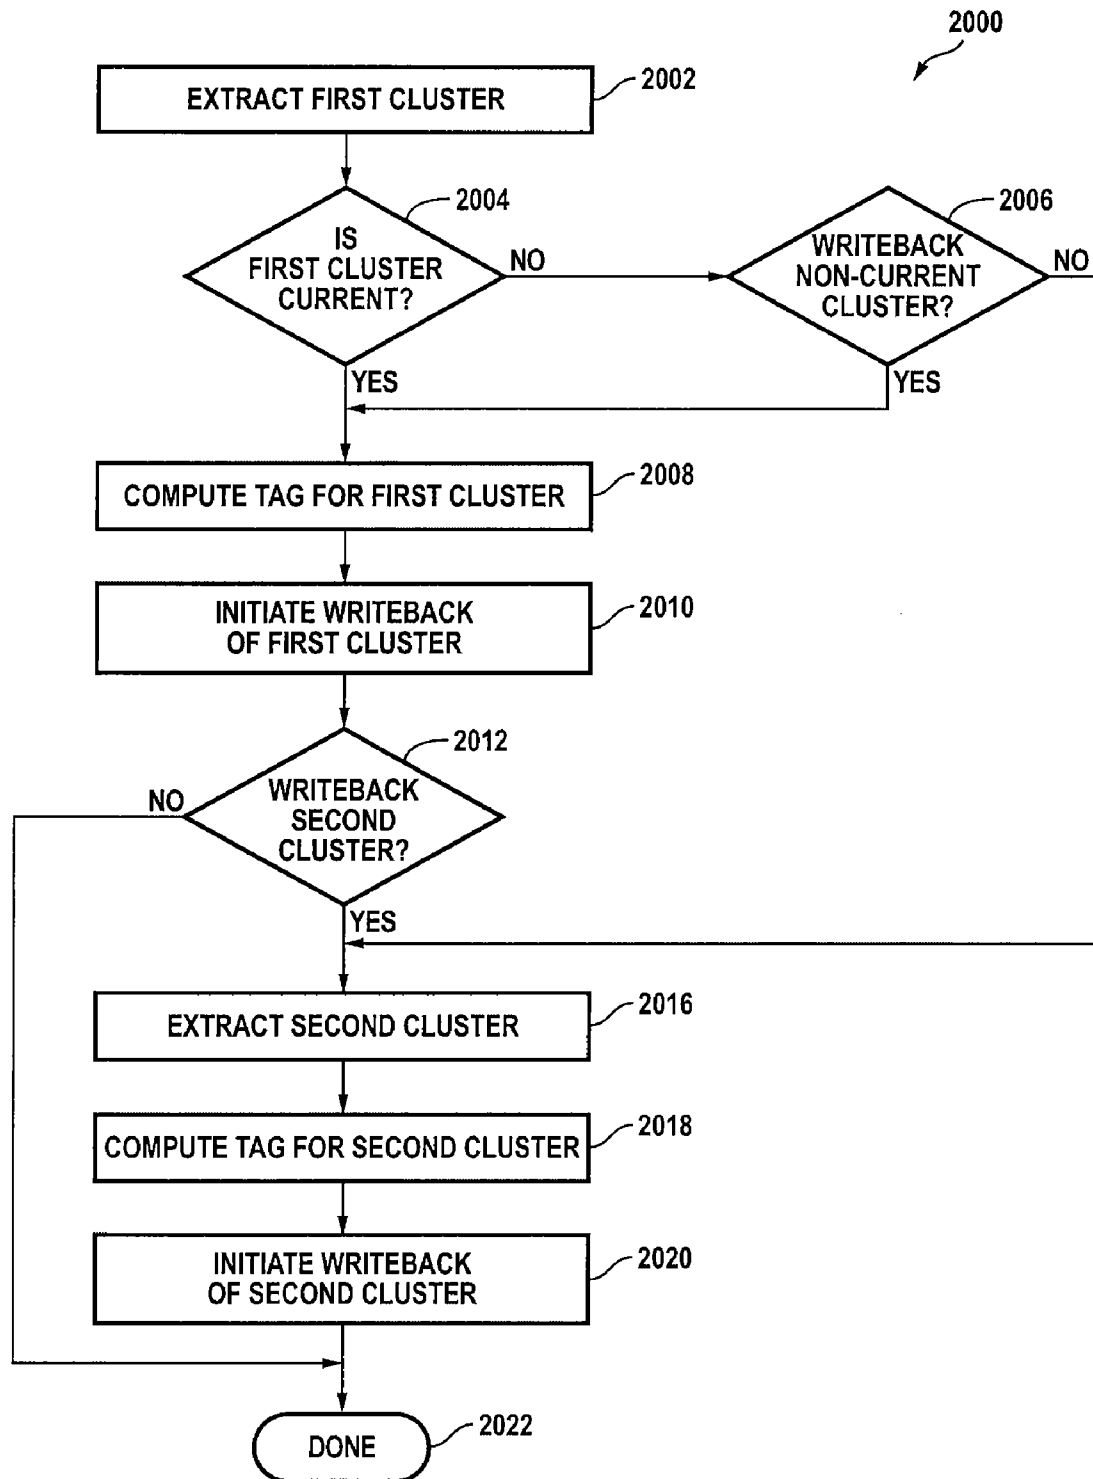 2000
EXTRACT FIRST CLUSTER
2002
2004
IS
FIRST CLUSTER
CURRENT?
NO
2006
WRITEBACK
NON-CURRENT
CLUSTER?
NO
YES
YES
COMPUTE TAG FOR FIRST CLUSTER
2008
INITIATE WRITEBACK
OF FIRST CLUSTER
2010
2012
WRITEBACK
SECOND
CLUSTER?
NO
YES
EXTRACT SECOND CLUSTER
2016
COMPUTE TAG FOR SECOND CLUSTER
2018
INITIATE WRITEBACK
OF SECOND CLUSTER
2020
DONE
2022